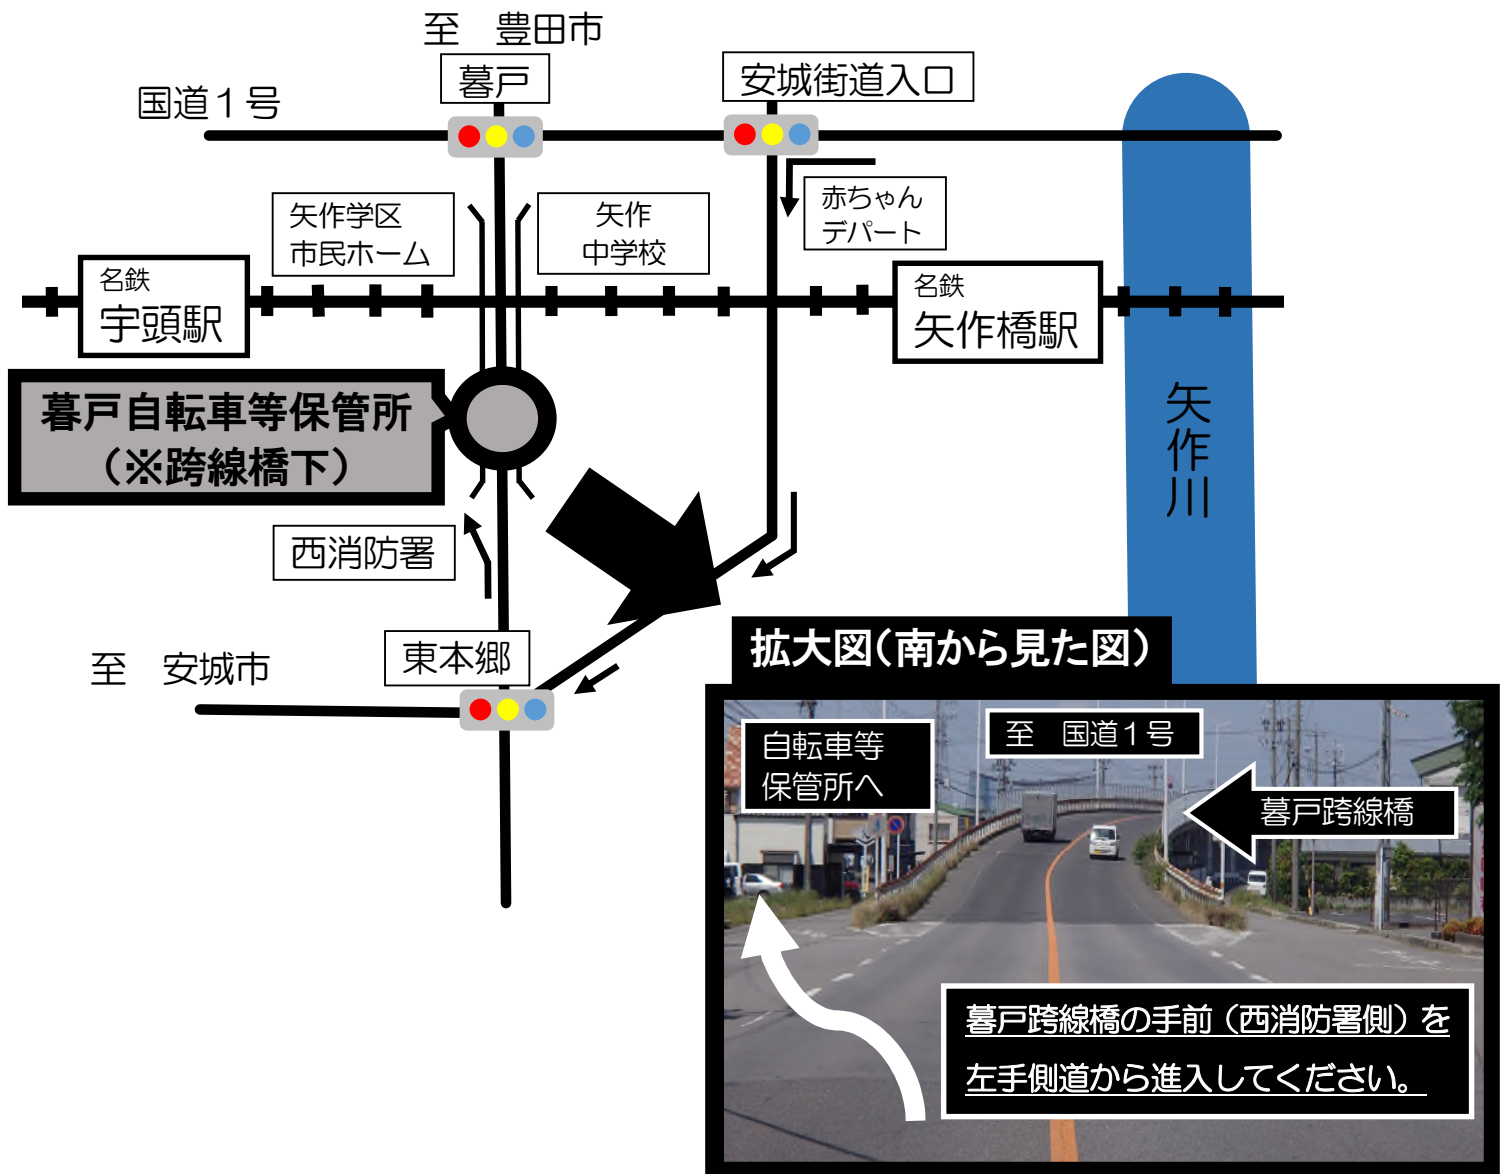 至　豊田市
暮戸
安城街道入口
国道１号
赤ちゃん
デパート
矢作学区
市民ホーム
矢作
中学校
名鉄
宇頭駅
名鉄
矢作橋駅
暮戸自転車等保管所
（※跨線橋下）
矢作川
西消防署
東本郷
至　安城市
拡大図（南から見た図）
自転車等
保管所へ
至　国道１号
暮戸跨線橋
暮戸跨線橋の手前（西消防署側）を
左手側道から進入してください。